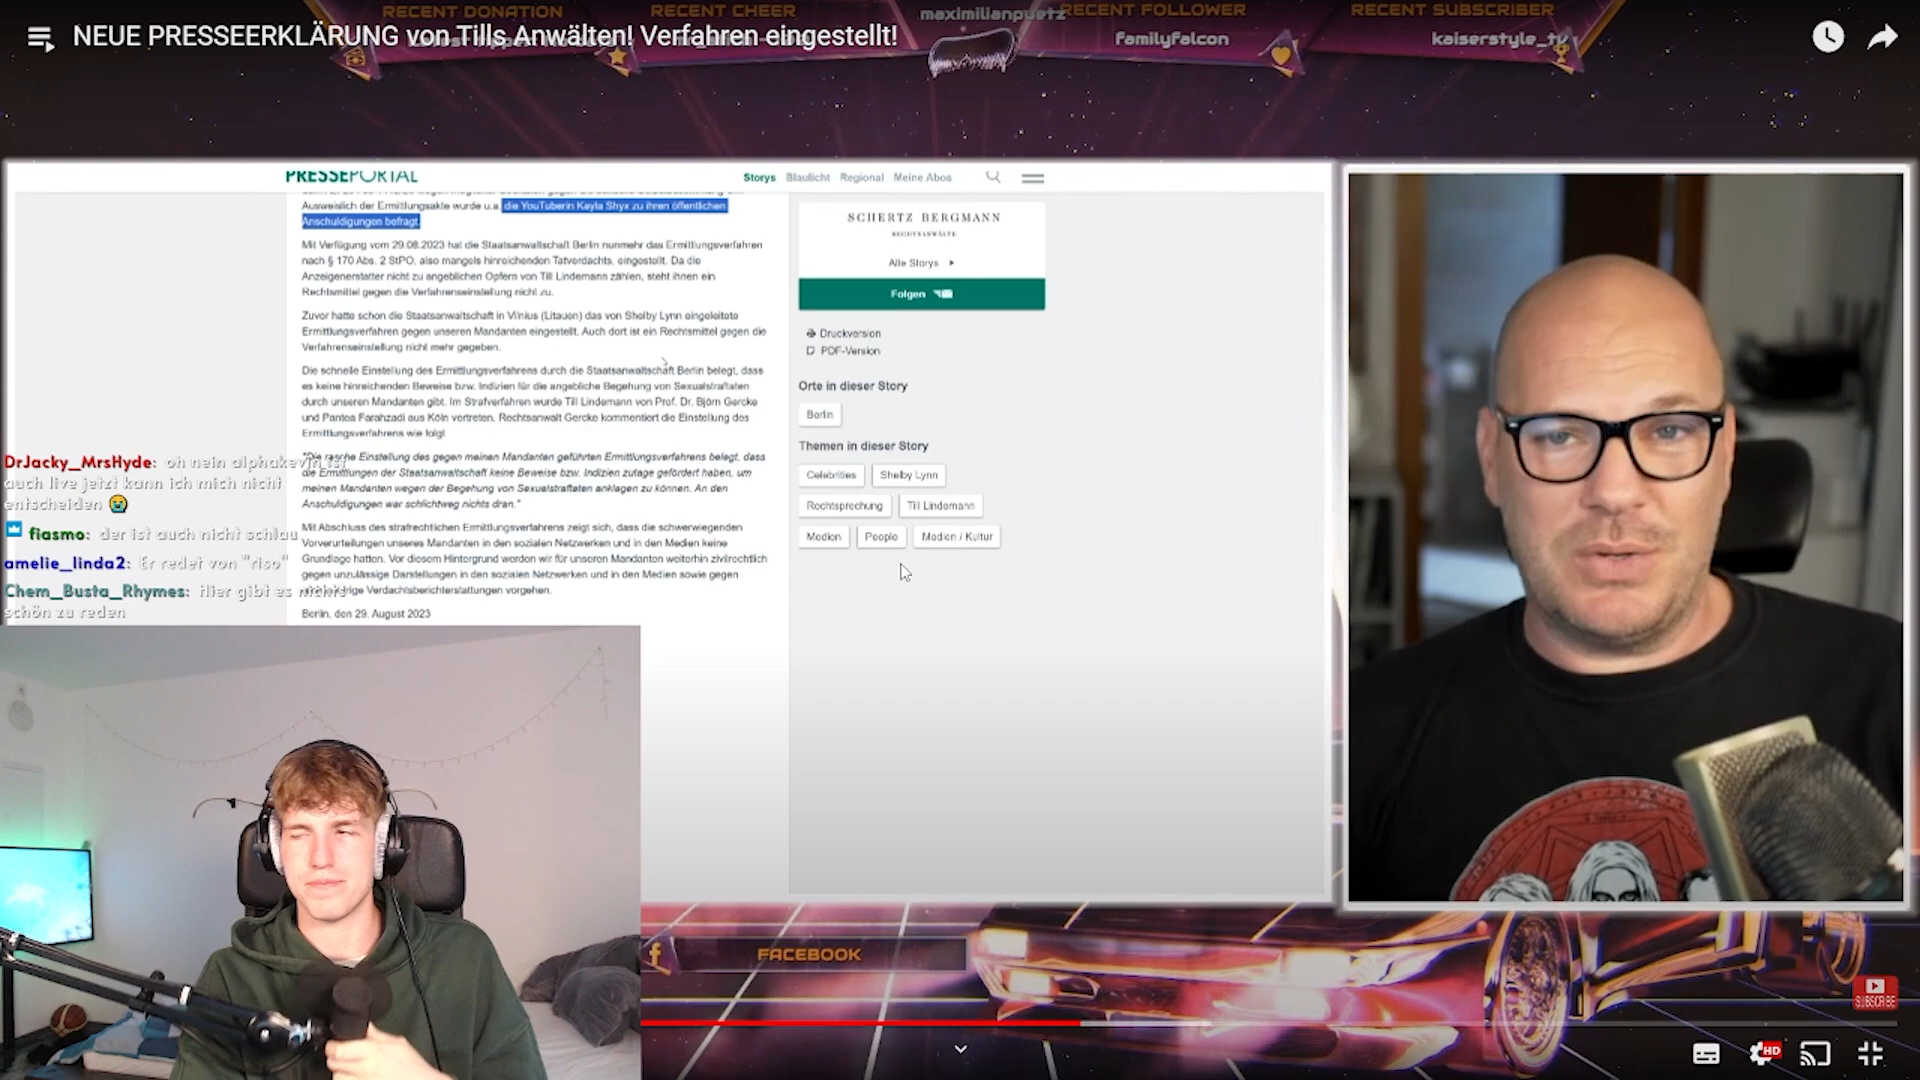 RECENT DONATION
RECENT CHEER
maximilianpuetz
RECENT FOLLOWER
RECENT SUBSCRIBER
NEUE PRESSEERKLÄRUNG von Tills Anwälten! Verfahren eingestellt!
familyfalcon
kaiserstyle_tv
PRESSEPORTAL
Storys Blaulicht Regional Meine Abos
Ausweislich der Ermittlungsakte wurde u.a. die YouTuberin Kayla Shyx zu ihren öffentlichen
Anschuldigungen befragt.
Mit Verfügung vom 29.08.2023 hat die Staatsanwaltschaft Berlin nunmehr das Ermittlungsverfahren
nach § 170 Abs. 2 StPO, also mangels hinreichenden Tatverdachts, eingestellt. Da die
Anzeigenerstatter nicht zu angeblichen Opfern von Till Lindemann zählen, steht ihnen ein
Rechtsmittel gegen die Verfahrenseinstellung nicht zu.
Zuvor hatte schon die Staatsanwaltschaft in Vilnius (Litauen) das von Shelby Lynn eingeleitete
Ermittlungsverfahren gegen unseren Mandanten eingestellt. Auch dort ist ein Rechtsmittel gegen die
Verfahrenseinstellung nicht mehr gegeben.
Die schnelle Einstellung des Ermittlungsverfahrens durch die Staatsanwaltschaft Berlin belegt, dass
es keine hinreichenden Beweise bzw. Indizien für die angebliche Begehung von Sexualstraftaten
durch unseren Mandanten gibt. Im Strafverfahren wurde Till Lindemann von Prof. Dr. Björn Gercke
und Pantea Farahzadi aus Köln vertreten. Rechtsanwalt Gercke kommentiert die Einstellung des
Ermittlungsverfahrens wie folgt
"Die rasche Einstellung des gegen meinen Mandanten geführten Ermittlungsverfahrens belegt, dass
die Ermittlungen der Staatsanwaltschaft keine Beweise bzw. Indizien zutage gefördert haben, um
meinen Mandanten wegen der Begehung von Sexualstraftaten anklagen zu können. An den
Anschuldigungen war schlichtweg nichts dran."
Mit Abschluss des strafrechtlichen Ermittlungsverfahrens zeigt sich, dass die schwerwiegenden
Vorverurteilungen unseres Mandanten in den sozialen Netzwerken und in den Medien keine
Grundlage hatten. Vor diesem Hintergrund werden wir für unseren Mandanten weiterhin zivilrechtlich
gegen unzulässige Darstellungen in den sozialen Netzwerken und in den Medien sowie gegen
Verdachtsberichterstattungen vorgehen.
Berlin, den 29. August 2023
SCHERTZ BERGMANN
RECHTSANWÄLTE
Alle Storys
Folgen
Druckversion
PDF-Version
Orte in dieser Story
Berlin
Themen in dieser Story
Celebrities Shelby Lynn
Rechtsprechung Till Lindemann
Medien People Medien / Kultur
DrJacky_MrsHyde: oh nein alphakevin ist
auch live jetzt kann ich mich nicht
entscheiden 😭
fiasmo: der ist auch nicht schlau
amelie_linda2: Er redet von "riso"
Chem_Busta_Rhymes: Hier gibt es nichts
schön zu reden
f FACEBOOK
SUBSCRIBE
HD